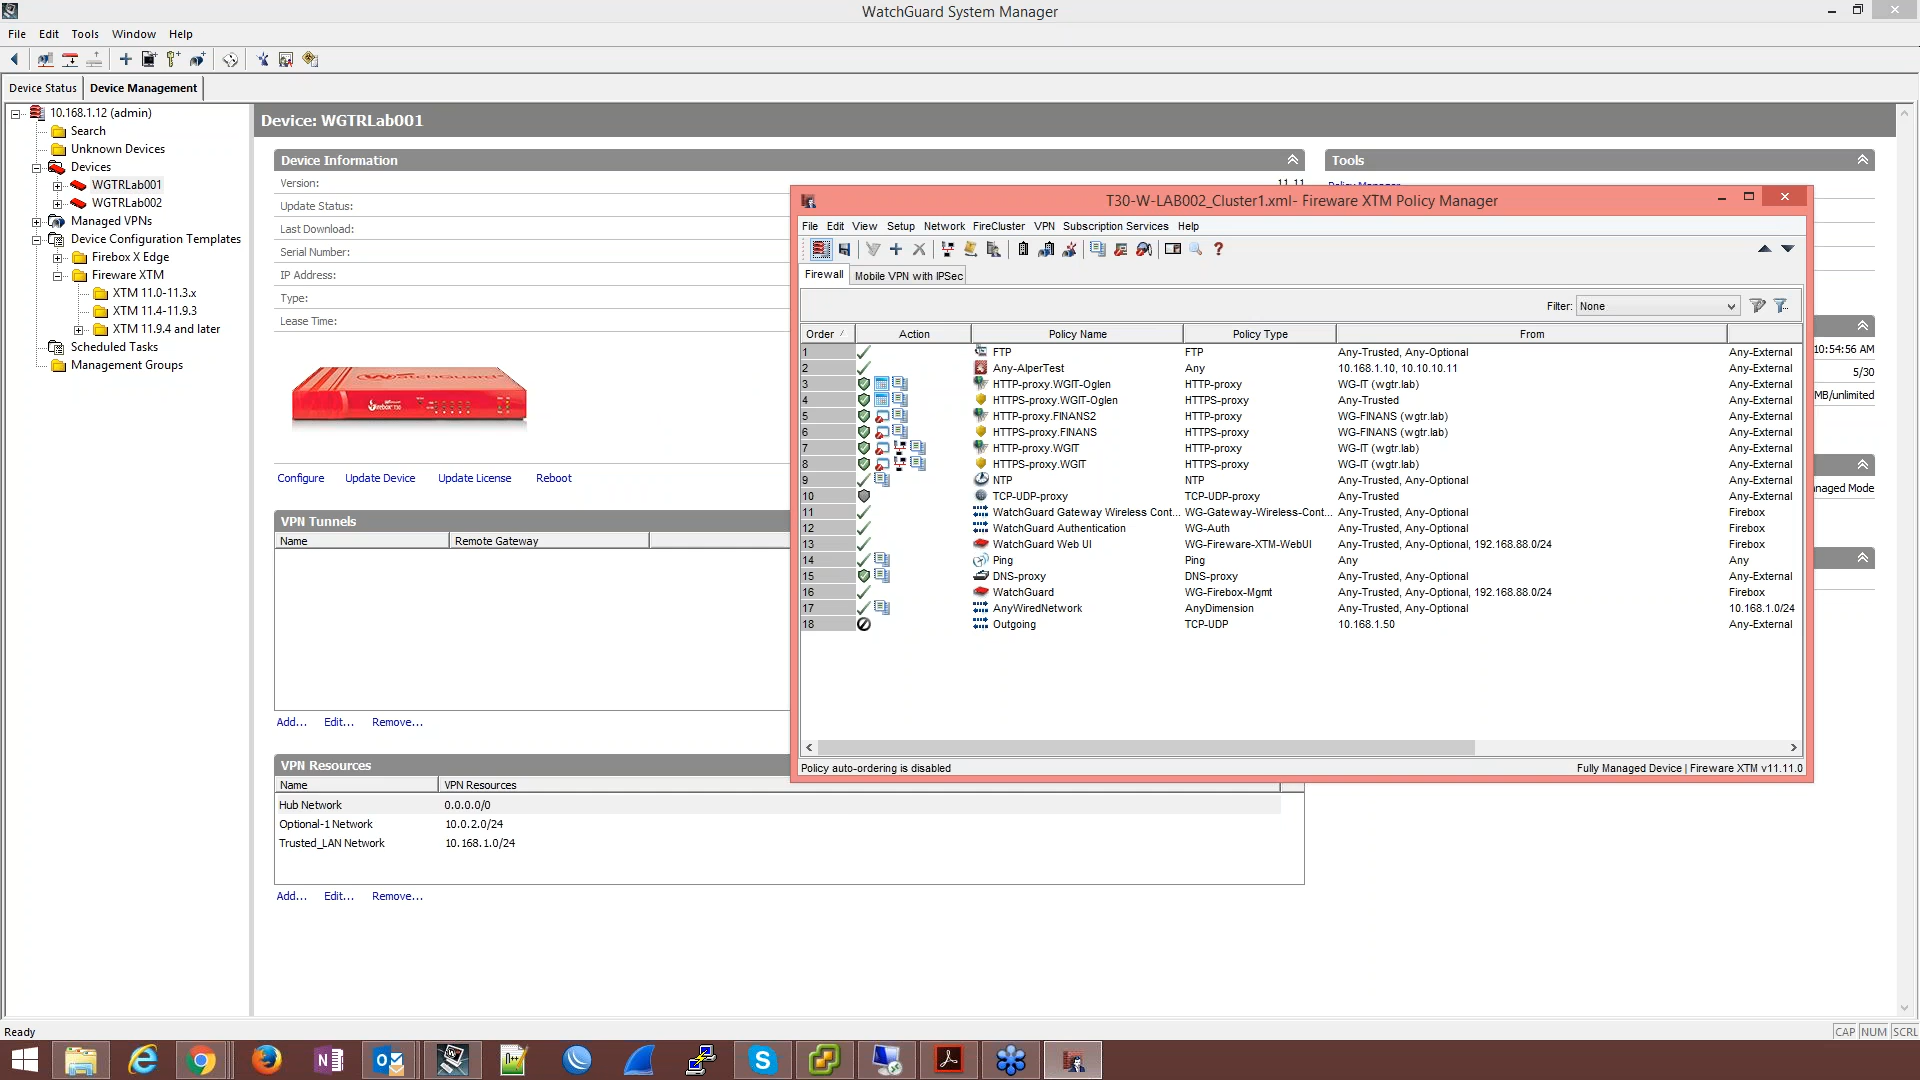 WatchGuard System Manager
File Edit Tools Window Help
Device Status Device Management
10.168.1.12 (admin)
Search
Unknown Devices
Devices
WGTRLab001
WGTRLab002
Managed VPNs
Device Configuration Templates
Firebox X Edge
Fireware XTM
XTM 11.0-11.3.x
XTM 11.4-11.9.3
XTM 11.9.4 and later
Scheduled Tasks
Management Groups
Device: WGTRLab001
Device Information
Version: 11.11
Update Status:
Last Download:
Serial Number:
IP Address:
Type:
Lease Time:
WatchGuard
Firebox T30
Configure Update Device Update License Reboot
VPN Tunnels
Name Remote Gateway
Add... Edit... Remove...
VPN Resources
Name VPN Resources
Hub Network 0.0.0.0/0
Optional-1 Network 10.0.2.0/24
Trusted_LAN Network 10.168.1.0/24
Add... Edit... Remove...
Tools
Policy Manager
10:54:56 AM
5/30
MB/unlimited
anaged Mode
T30-W-LAB002_Cluster1.xml- Fireware XTM Policy Manager
File Edit View Setup Network FireCluster VPN Subscription Services Help
Firewall Mobile VPN with IPSec
Filter: None
Order Action Policy Name Policy Type From
1 FTP FTP Any-Trusted, Any-Optional Any-External
2 Any-AlperTest Any 10.168.1.10, 10.10.10.11 Any-External
3 HTTP-proxy.WGIT-Oglen HTTP-proxy WG-IT (wgtr.lab) Any-External
4 HTTPS-proxy.WGIT-Oglen HTTPS-proxy Any-Trusted Any-External
5 HTTP-proxy.FINANS2 HTTP-proxy WG-FINANS (wgtr.lab) Any-External
6 HTTPS-proxy.FINANS HTTPS-proxy WG-FINANS (wgtr.lab) Any-External
7 HTTP-proxy.WGIT HTTP-proxy WG-IT (wgtr.lab) Any-External
8 HTTPS-proxy.WGIT HTTPS-proxy WG-IT (wgtr.lab) Any-External
9 NTP NTP Any-Trusted, Any-Optional Any-External
10 TCP-UDP-proxy TCP-UDP-proxy Any-Trusted Any-External
11 WatchGuard Gateway Wireless Cont... WG-Gateway-Wireless-Cont... Any-Trusted, Any-Optional Firebox
12 WatchGuard Authentication WG-Auth Any-Trusted, Any-Optional Firebox
13 WatchGuard Web UI WG-Fireware-XTM-WebUI Any-Trusted, Any-Optional, 192.168.88.0/24 Firebox
14 Ping Ping Any Any
15 DNS-proxy DNS-proxy Any-Trusted, Any-Optional Any-External
16 WatchGuard WG-Firebox-Mgmt Any-Trusted, Any-Optional, 192.168.88.0/24 Firebox
17 AnyWiredNetwork AnyDimension Any-Trusted, Any-Optional 10.168.1.0/24
18 Outgoing TCP-UDP 10.168.1.50 Any-External
Policy auto-ordering is disabled Fully Managed Device | Fireware XTM v11.11.0
Ready CAP NUM SCRL